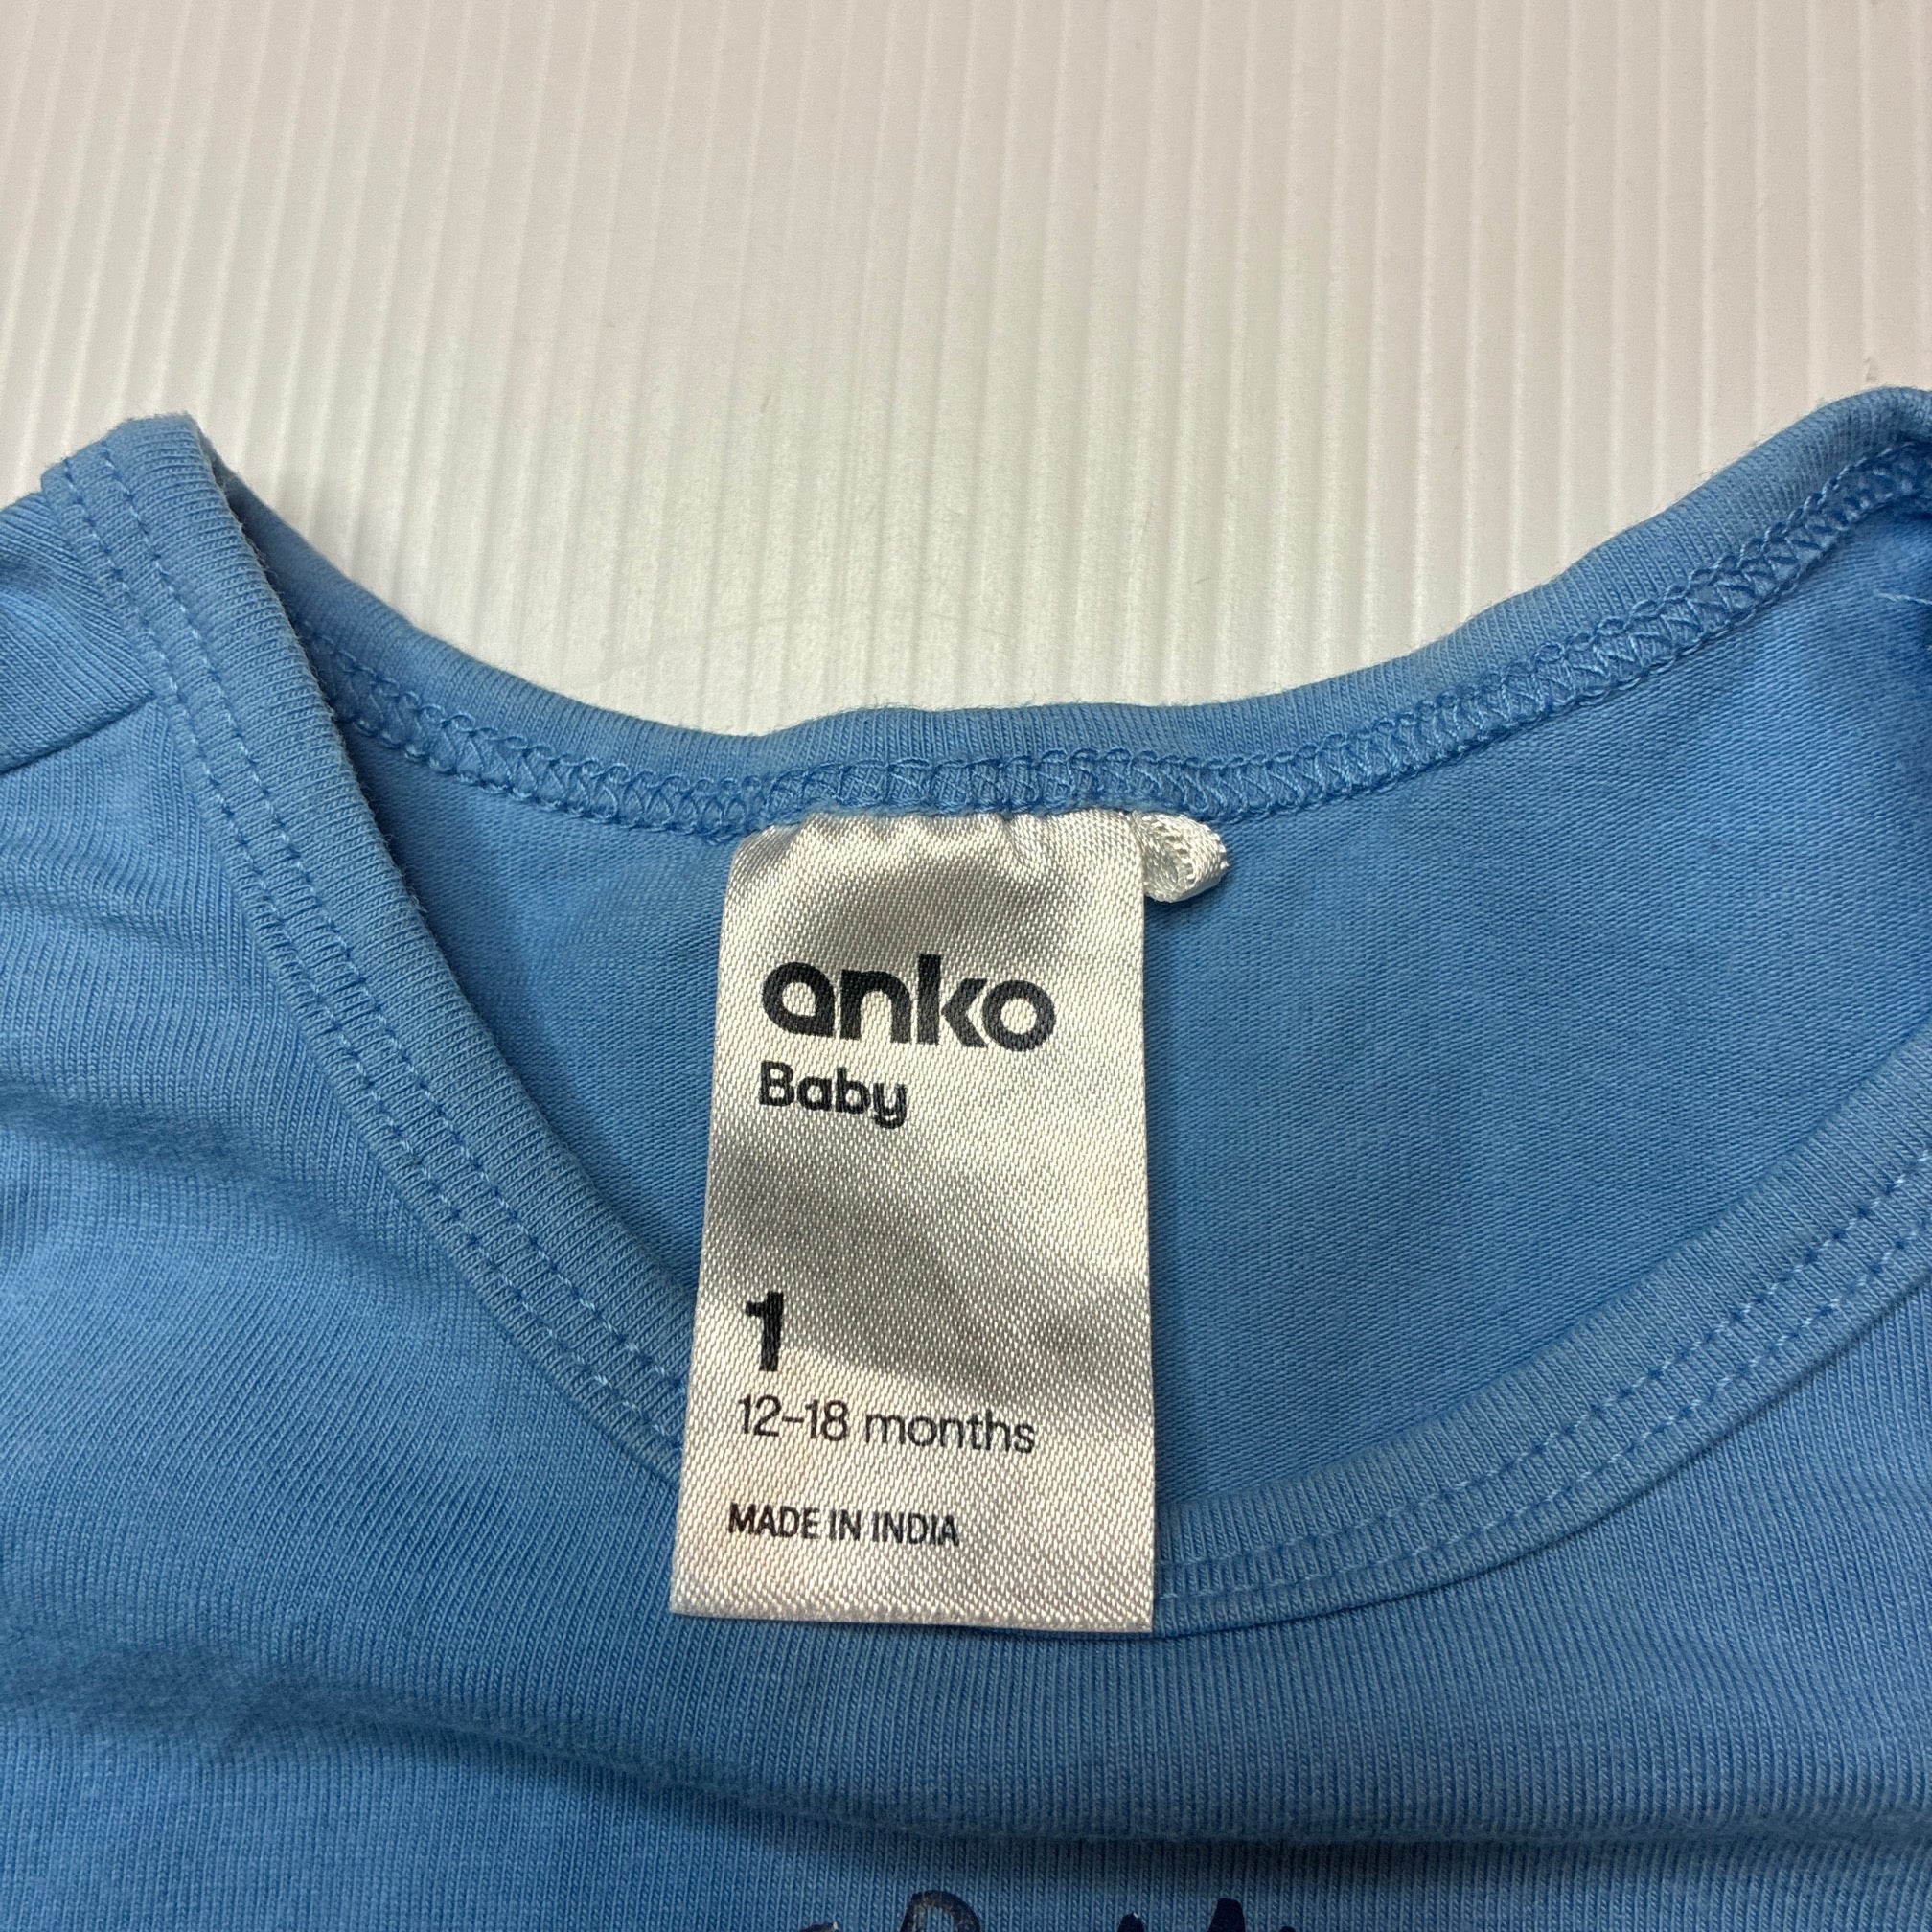 anko
Baby
1
12-18 months
MADE IN INDIA